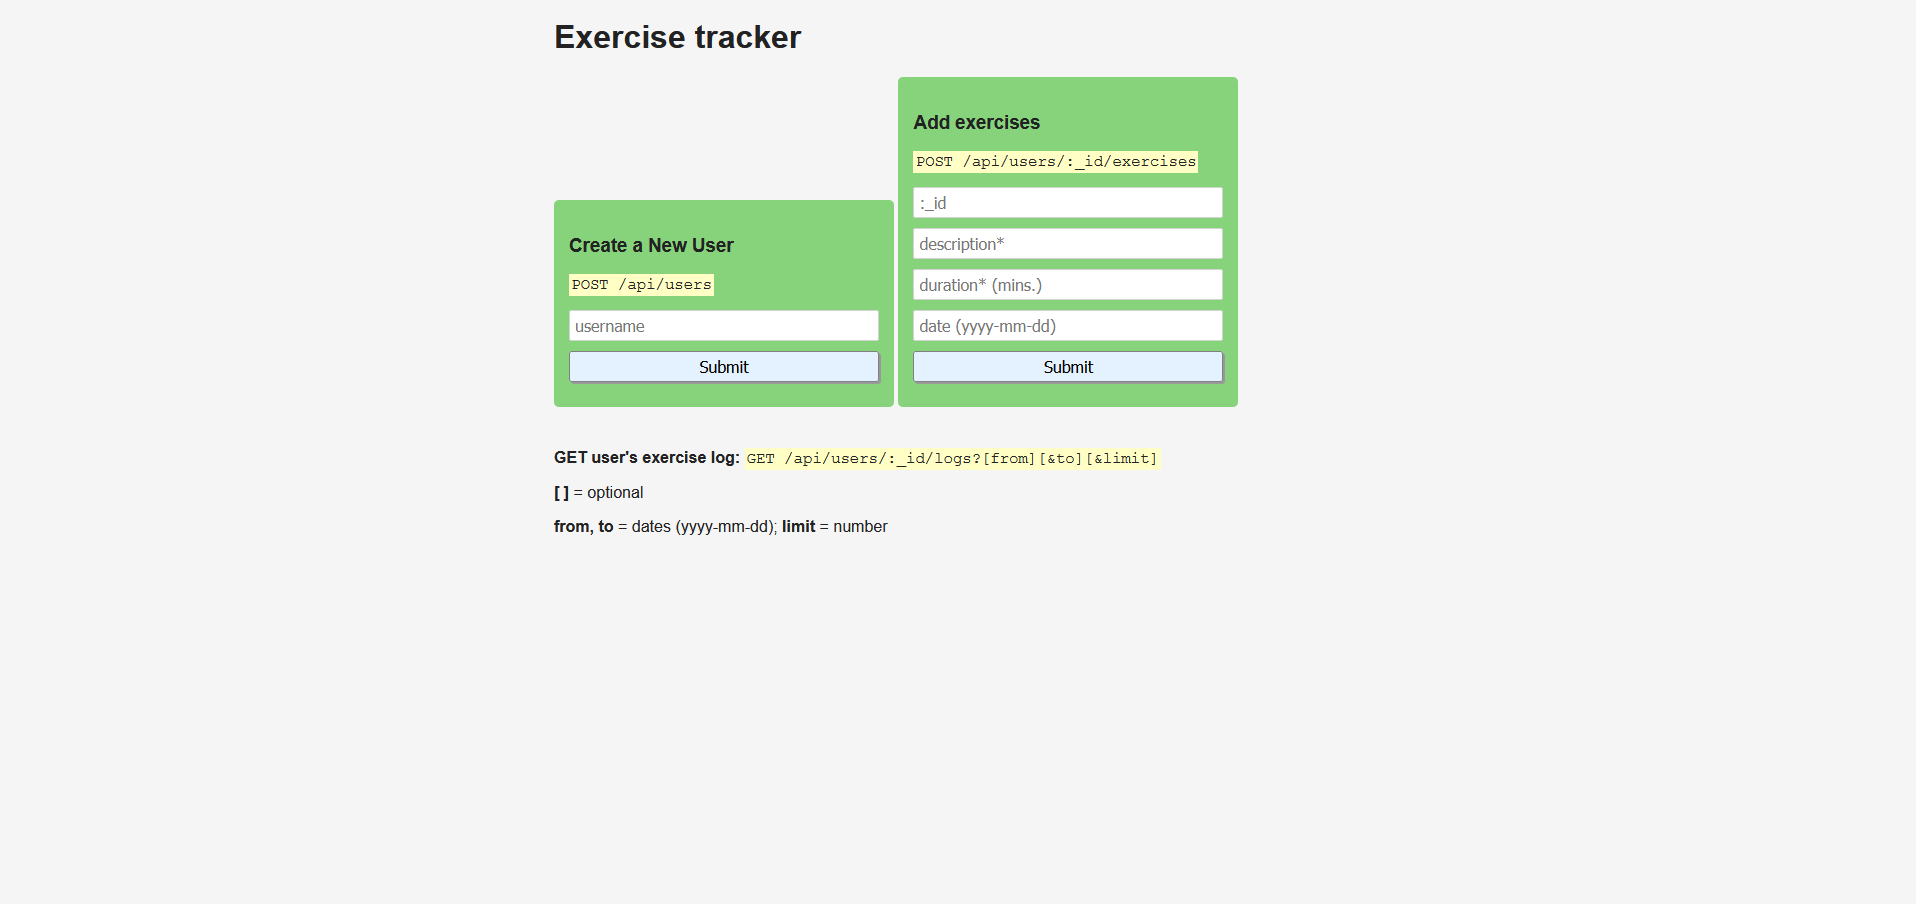 Exercise tracker
Create a New User
POST /api/users
username
Submit
Add exercises
POST /api/users/:_id/exercises
:_id
description*
duration* (mins.)
date (yyyy-mm-dd)
Submit
GET user's exercise log: GET /api/users/:_id/logs?[from][&to][&limit]
[ ] = optional
from, to = dates (yyyy-mm-dd); limit = number